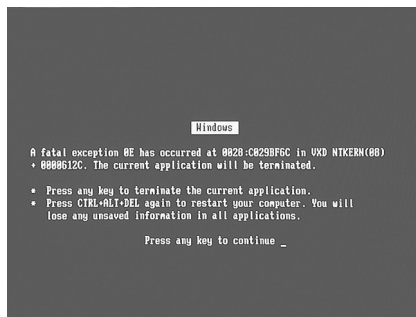 Windows
A fatal exception 0E has occurred at 0028:C029BF6C in VXD NTKERN(08)
+ 0000612C. The current application will be terminated.
* Press any key to terminate the current application.
* Press CTRL+ALT+DEL again to restart your computer. You will
lose any unsaved information in all applications.
Press any key to continue _